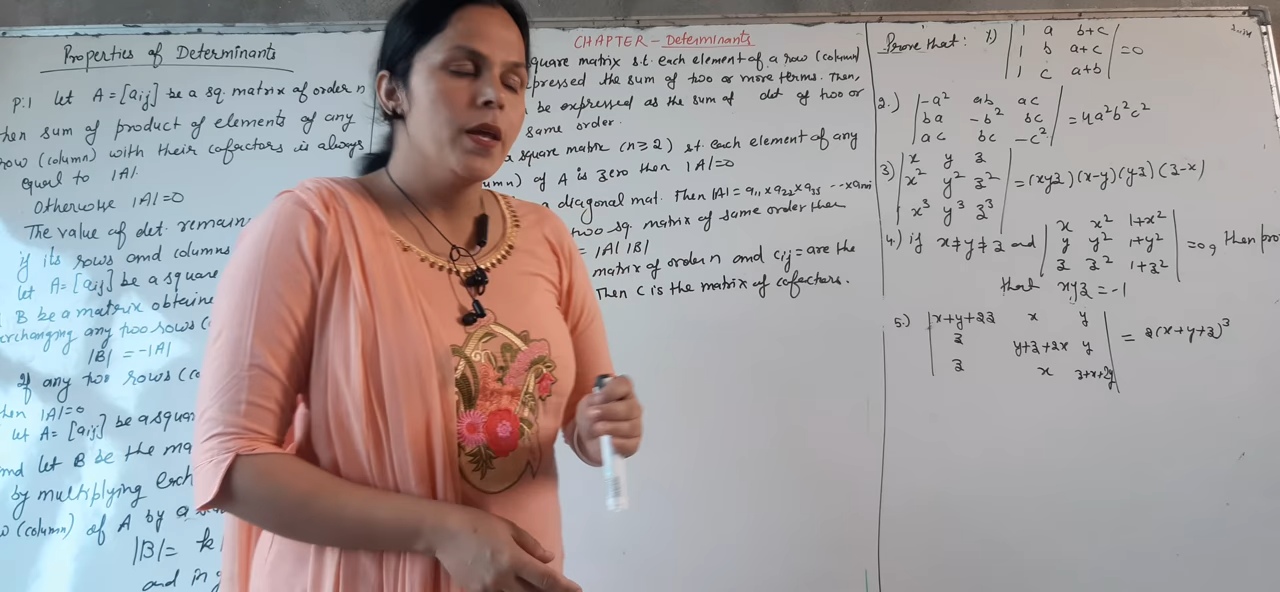 Properties of Determinants
P.1 let A = [aij] be a sq. matrix of order n
then sum of product of elements of any
row (column) with their cofactors is always
equal to |A|.
Otherwise |A|=0
The value of det. remain
if its rows and columns
let A= [aij] be a square
B be a matrix obtaine
erchanging any two rows (c
|B| = -|A|
If any two rows (co
hen |A|=0
let A= [aij] be a squar
and let B be the ma
by multiplying each
w (column) of A by a
|B|= k
and in
CHAPTER - Determinants
quare matrix s.t. each element of a row (column)
pressed the sum of two or more terms. Then,
be expressed as the sum of det of two or
same order.
a square matrix (n≥2) s.t. each element of any
umn) of A is zero then |A|=0
a diagonal mat. Then |A| = a11 x a22 x a33 --- x ann
two sq. matrix of same order then
= |A| |B|
matrix of order n and cij = are the
Then C is the matrix of cofactors.
Prove that: 1) | 1 a b+c |
| 1 b a+c | =0
| 1 c a+b |
2.) | -a² ab ac |
| ba -b² bc | = 4a²b²c²
| ac bc -c² |
3) | x y z |
| x² y² z² | = (xyz) (x-y) (yz) (z-x)
| x³ y³ z³ |
4.) if x≠y≠z and | x x² 1+x² |
| y y² 1+y² | =0, then pro
| z z² 1+z² |
that xyz = -1
5.) | x+y+2z x y |
| z y+z+2x y | = 2(x+y+z)³
| z x z+x+2y |